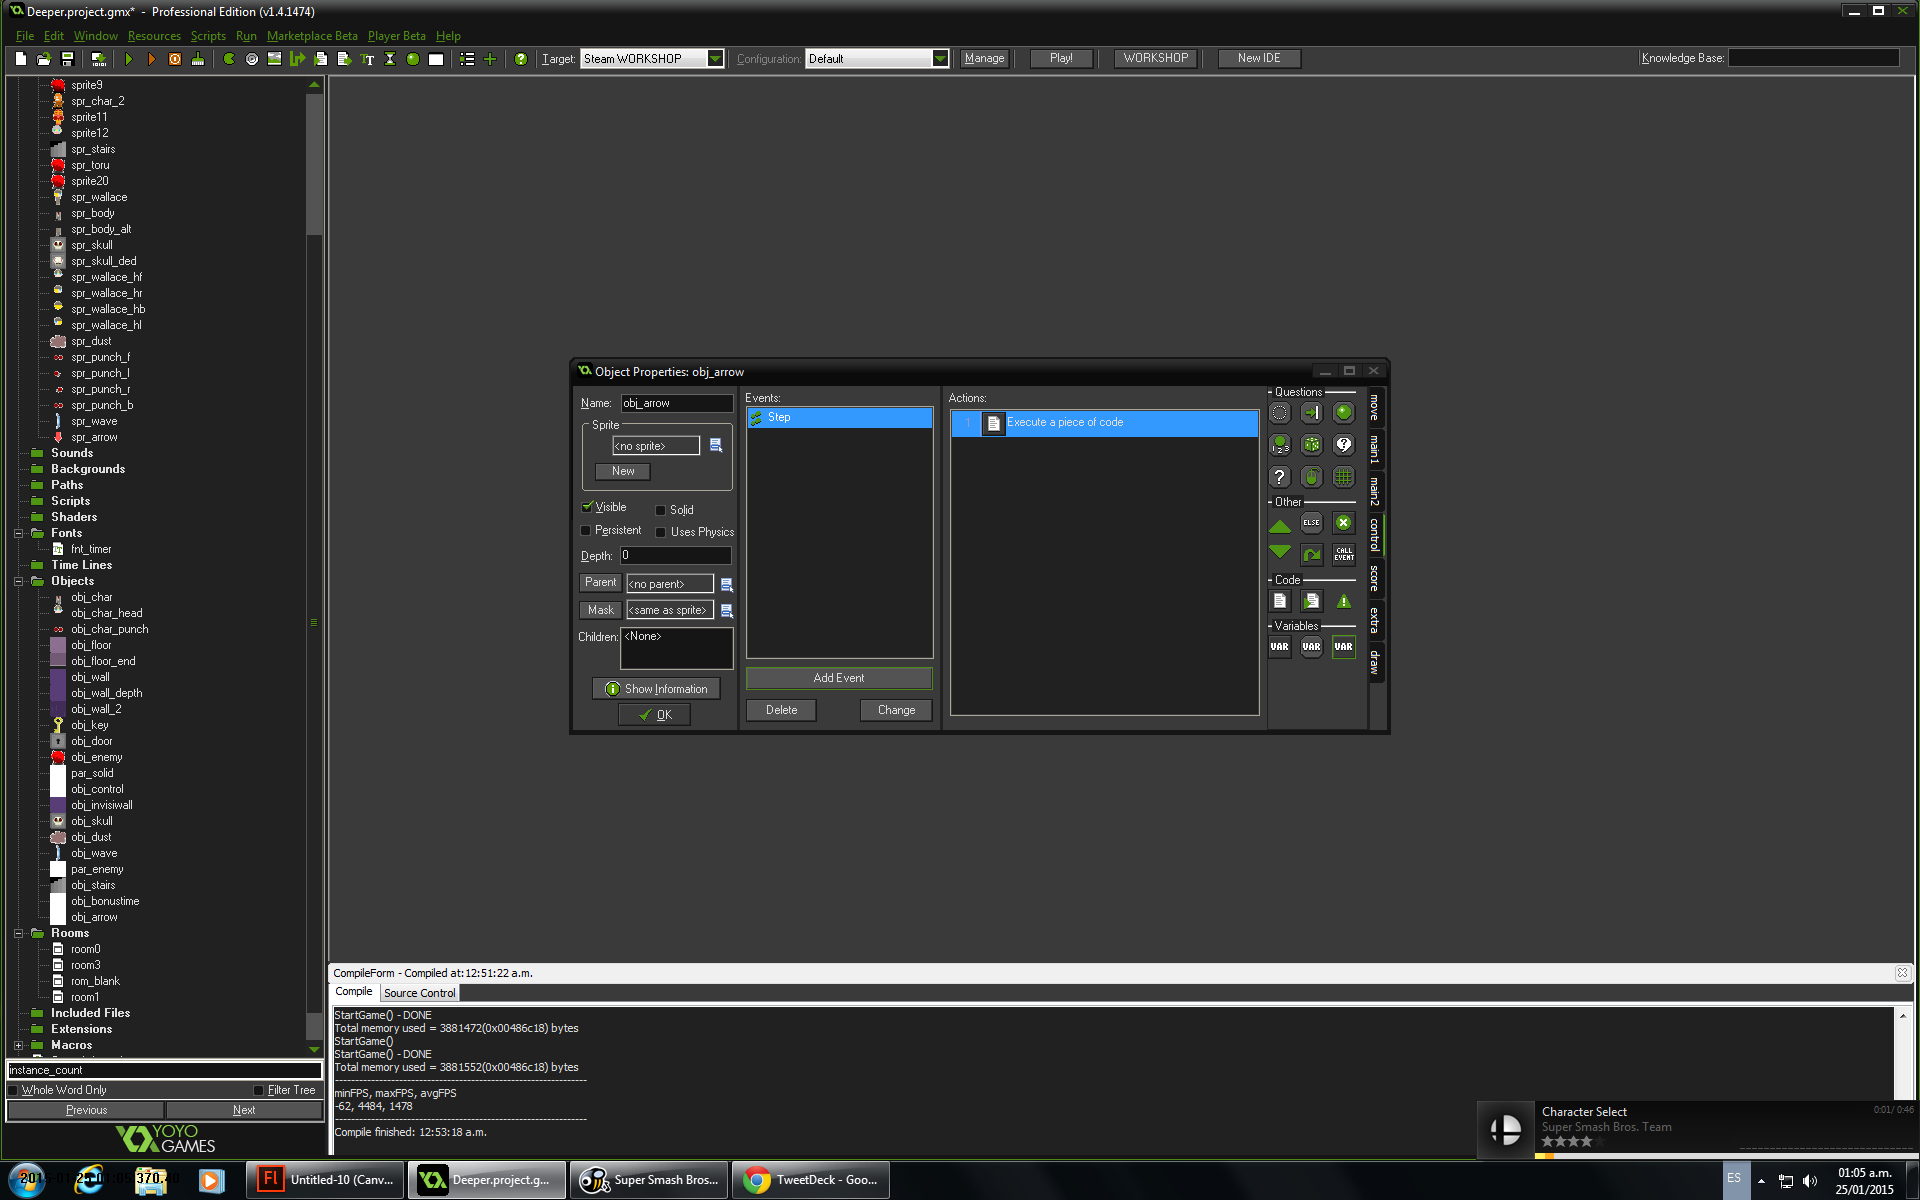 Deeper.project.gmx* - Professional Edition (v1.4.1474)
File Edit Window Resources Scripts Run Marketplace Beta Player Beta Help
Target: Steam WORKSHOP Configuration: Default Manage Play! WORKSHOP New IDE Knowledge Base:
sprite9
spr_char_2
sprite11
sprite12
spr_stairs
spr_toru
sprite20
spr_wallace
spr_body
spr_body_alt
spr_skull
spr_skull_ded
spr_wallace_hf
spr_wallace_hr
spr_wallace_hb
spr_wallace_hl
spr_dust
spr_punch_f
spr_punch_l
spr_punch_r
spr_punch_b
spr_wave
spr_arrow
Sounds
Backgrounds
Paths
Scripts
Shaders
Fonts
fnt_timer
Time Lines
Objects
obj_char
obj_char_head
obj_char_punch
obj_floor
obj_floor_end
obj_wall
obj_wall_depth
obj_wall_2
obj_key
obj_door
obj_enemy
par_solid
obj_control
obj_invisiwall
obj_skull
obj_dust
obj_wave
par_enemy
obj_stairs
obj_bonustime
obj_arrow
Rooms
room0
room3
rom_blank
room1
Included Files
Extensions
Macros
instance_count
Whole Word Only Filter Tree
Previous Next
YOYO
GAMES
Object Properties: obj_arrow
Name: obj_arrow
Sprite
<no sprite>
New
Visible Solid
Persistent Uses Physics
Depth: 0
Parent <no parent>
Mask <same as sprite>
Children: <None>
Show Information
OK
Events:
Step
Add Event
Delete Change
Actions:
1 Execute a piece of code
Questions
1 2 3
?
Other
ELSE
CALL EVENT
Code
Variables
VAR VAR VAR
move
main1
main2
control
score
extra
draw
CompileForm - Compiled at:12:51:22 a.m.
Compile Source Control
StartGame() - DONE
Total memory used = 3881472(0x00486c18) bytes
StartGame()
StartGame() - DONE
Total memory used = 3881552(0x00486c18) bytes
minFPS, maxFPS, avgFPS
-62, 4484, 1478
Compile finished: 12:53:18 a.m.
Character Select 0:01/ 0:46
Super Smash Bros. Team
Fl Untitled-10 (Canv... Deeper.project.g... Super Smash Bros... TweetDeck - Goo...
ES
01:05 a.m.
25/01/2015